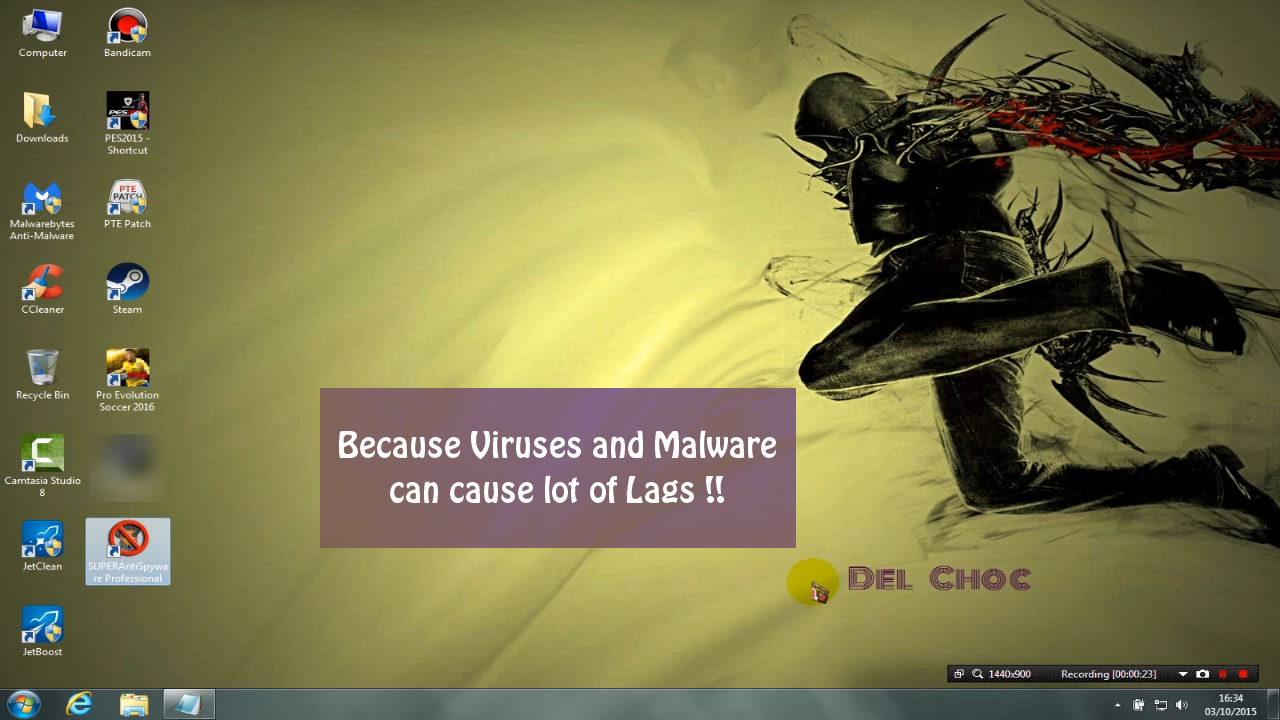 Computer
Bandicam
Downloads
PES2015 -
Shortcut
Malwarebytes
Anti-Malware
PTE
PATCH
PTE Patch
CCleaner
Steam
Recycle Bin
Pro Evolution
Soccer 2016
Camtasia Studio
8
JetClean
SUPERAntiSpywa
re Professional
JetBoost
Because Viruses and Malware
can cause lot of Lags !!
Del Choc
1440x900
Recording [00:00:23]
16:34
03/10/2015